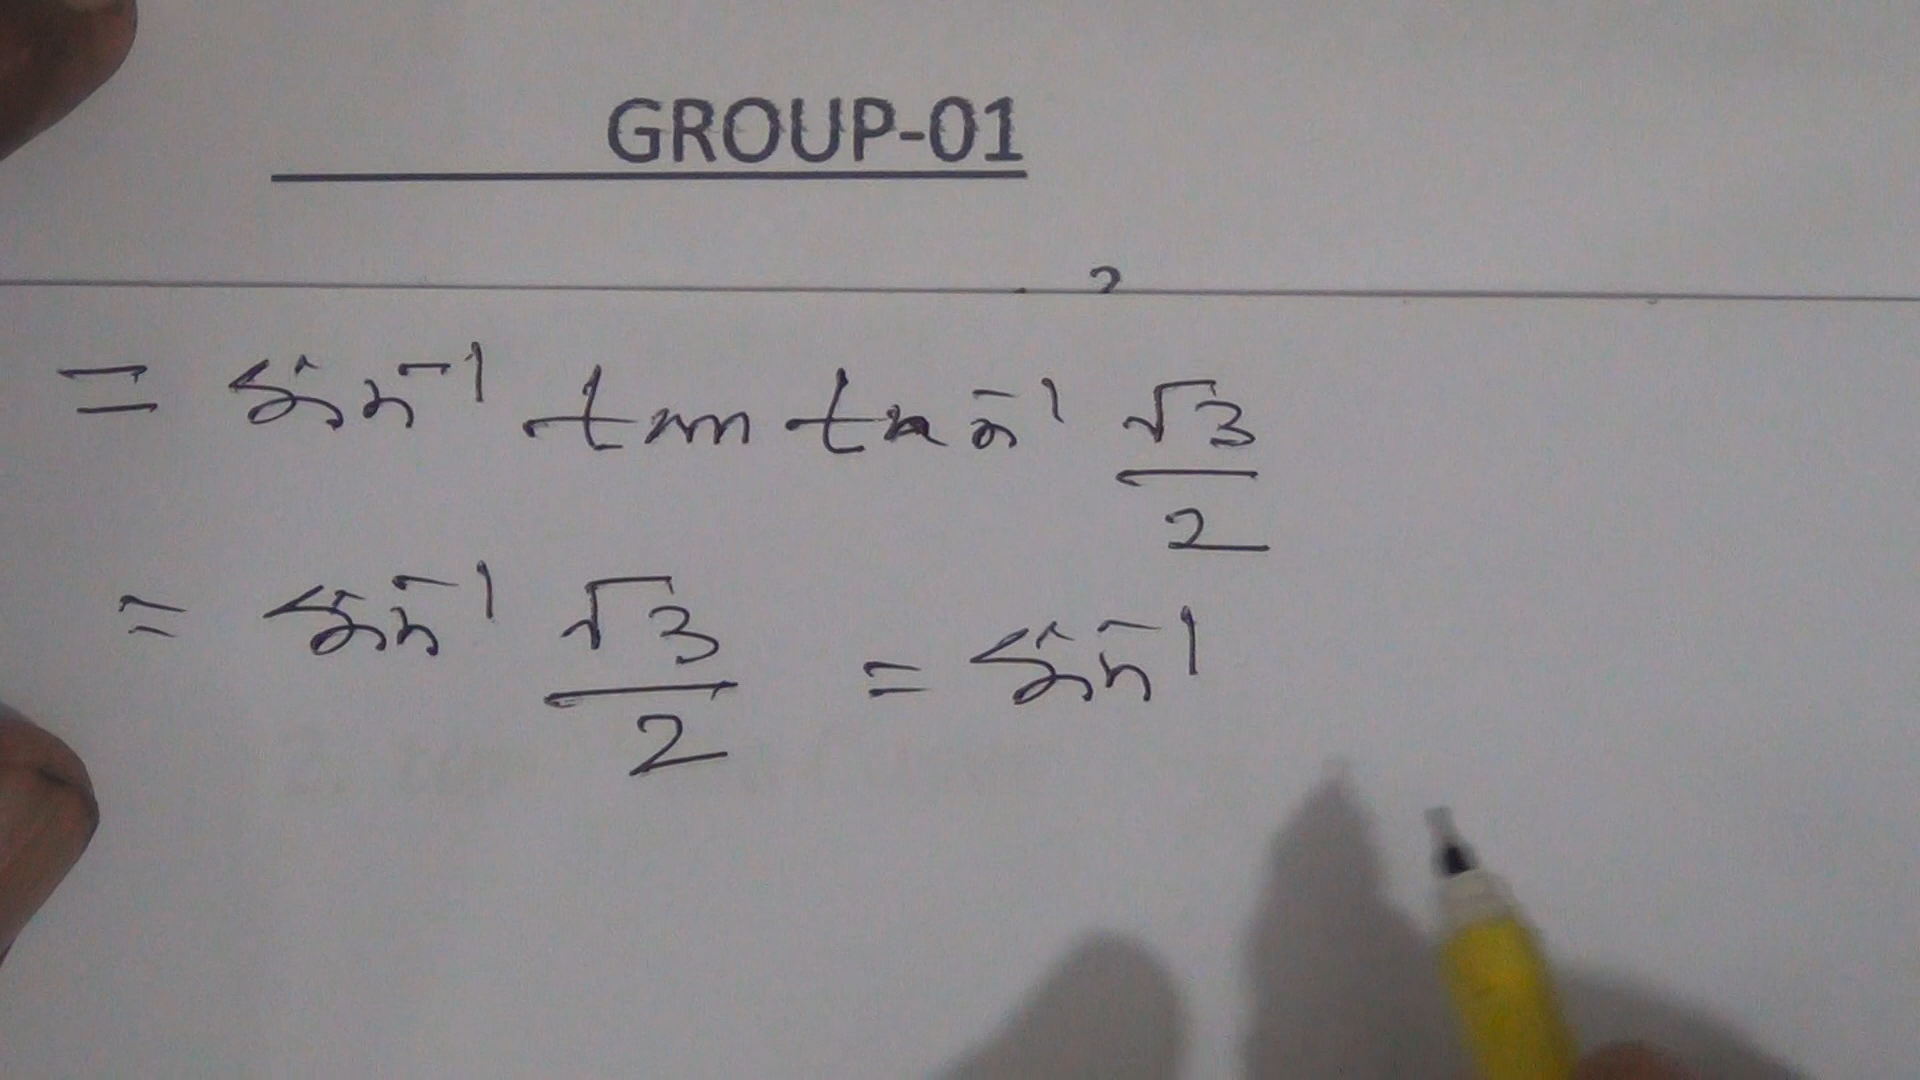 GROUP-01
= sin⁻¹ tan tan⁻¹ √3/2
= sin⁻¹ √3/2 = sin⁻¹